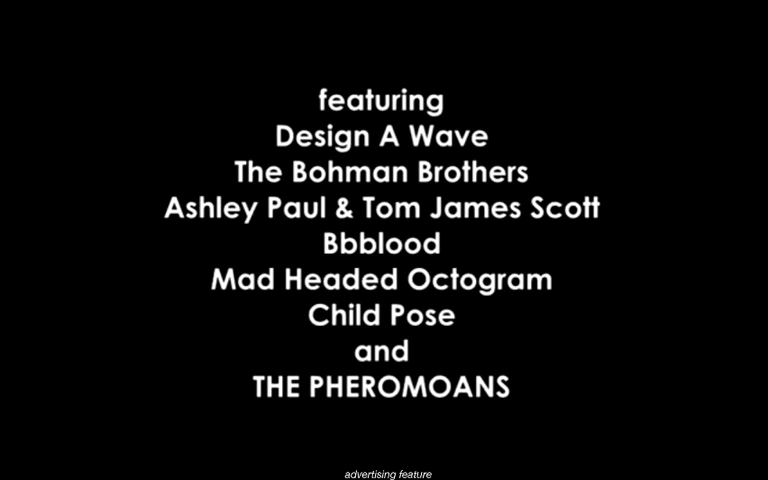 featuring
Design A Wave
The Bohman Brothers
Ashley Paul & Tom James Scott
Bbblood
Mad Headed Octogram
Child Pose
and
THE PHEROMOANS
advertising feature